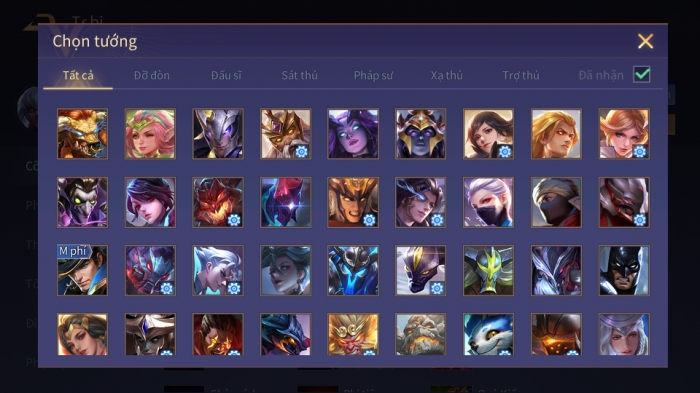 Chọn tướng
Tất cả Đỡ đòn Đấu sĩ Sát thủ Pháp sư Xạ thủ Trợ thủ Đã nhận
M phí